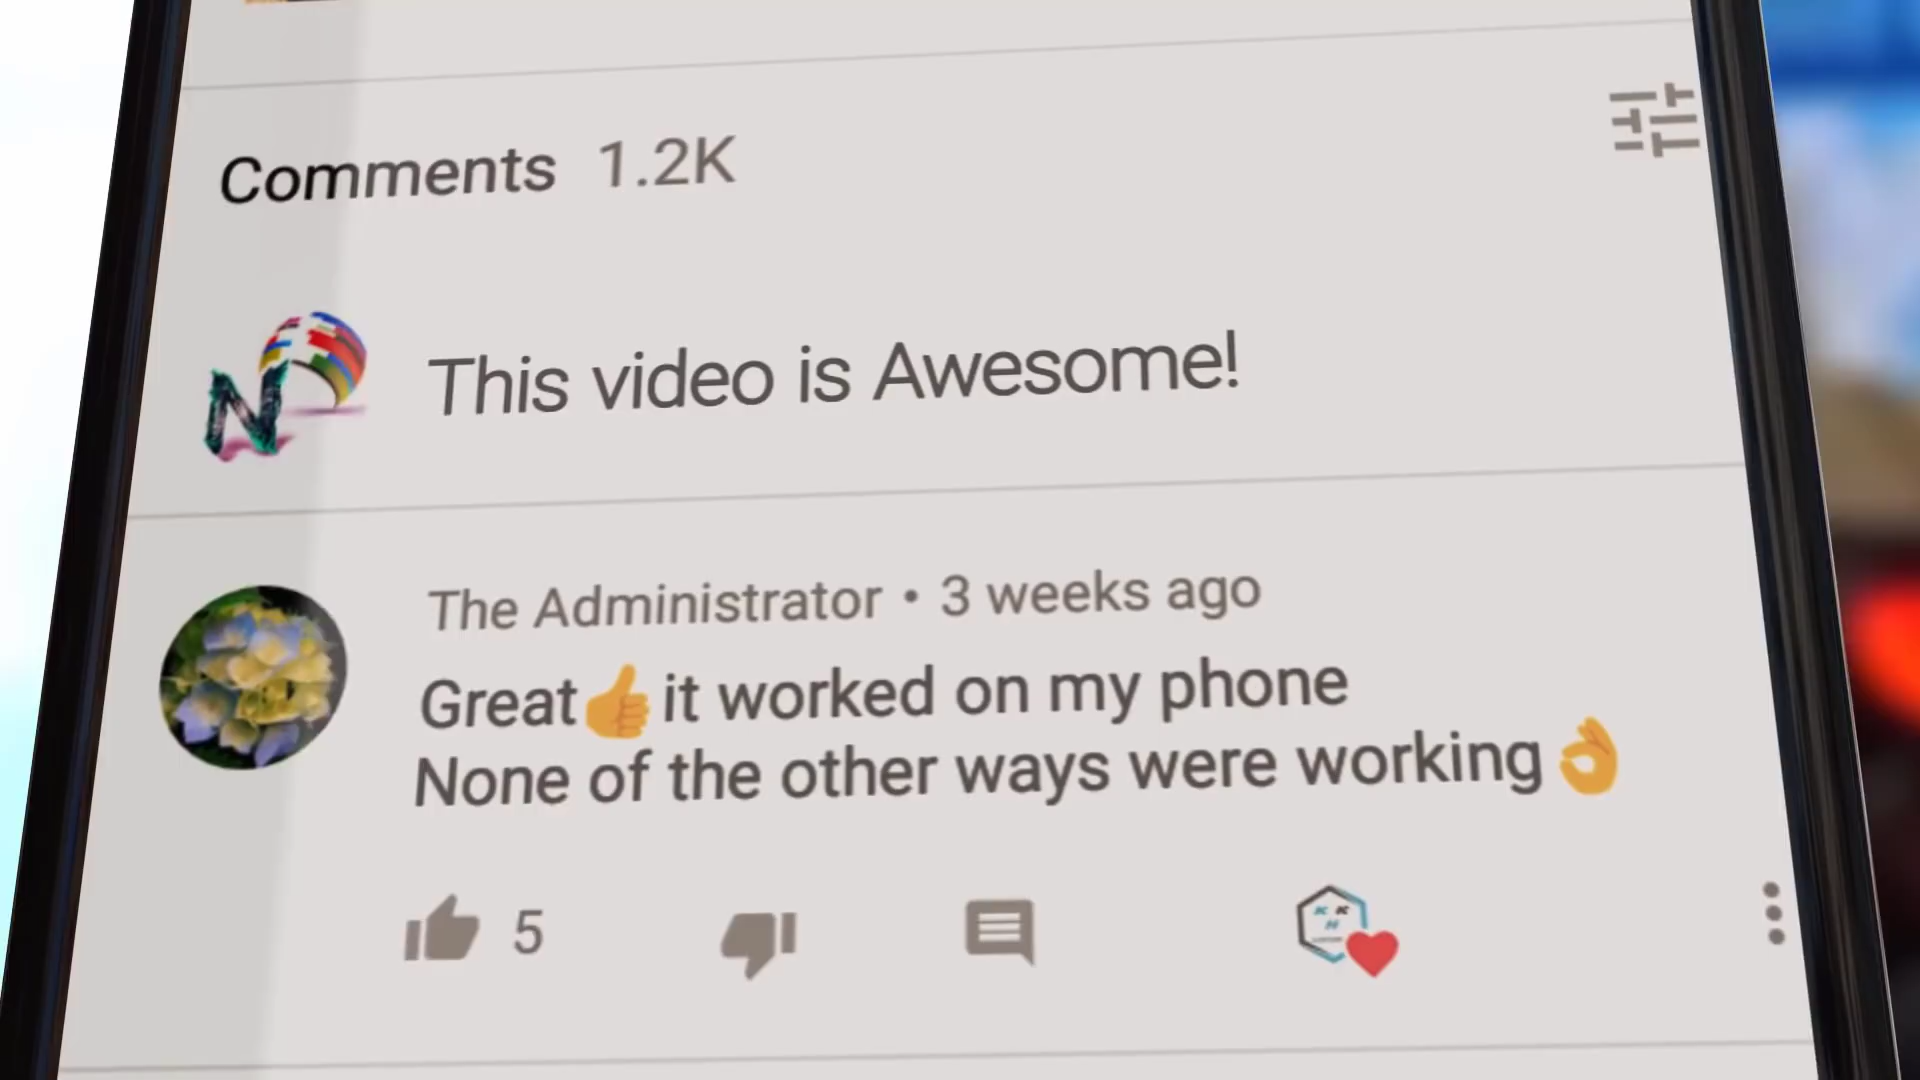 Comments 1.2K
N
This video is Awesome!
The Administrator • 3 weeks ago
Great👍it worked on my phone
None of the other ways were working👌
5
K K
H